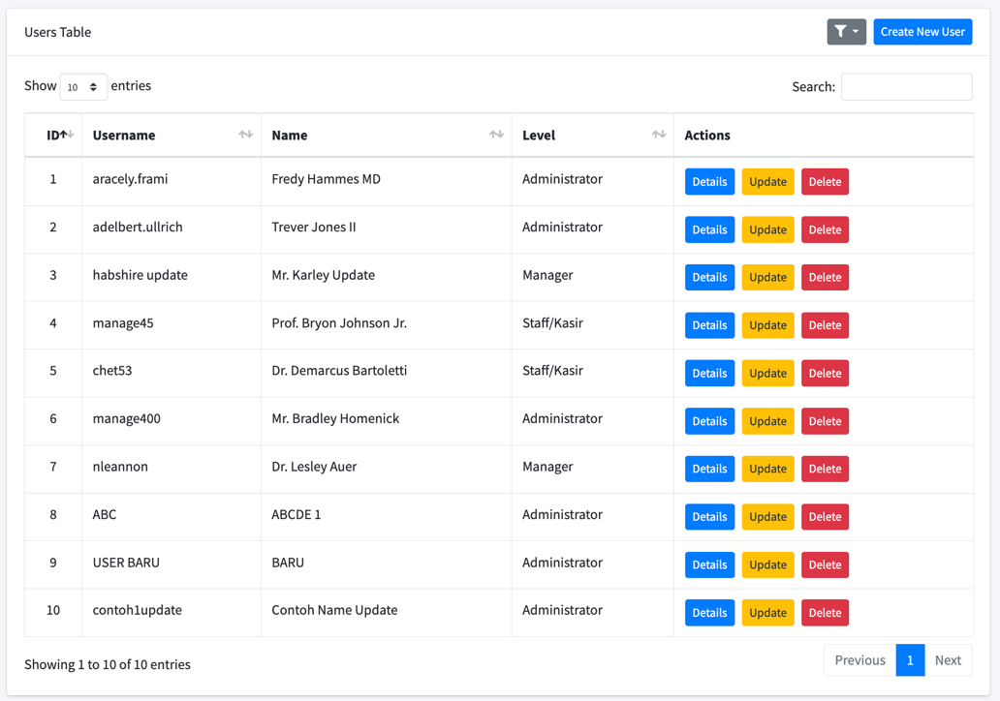 Users Table Create New User
Show 10 entries Search:
ID Username Name Level Actions
1 aracely.frami Fredy Hammes MD Administrator Details Update Delete
2 adelbert.ullrich Trever Jones II Administrator Details Update Delete
3 habshire update Mr. Karley Update Manager Details Update Delete
4 manage45 Prof. Bryon Johnson Jr. Staff/Kasir Details Update Delete
5 chet53 Dr. Demarcus Bartoletti Staff/Kasir Details Update Delete
6 manage400 Mr. Bradley Homenick Administrator Details Update Delete
7 nleannon Dr. Lesley Auer Manager Details Update Delete
8 ABC ABCDE 1 Administrator Details Update Delete
9 USER BARU BARU Administrator Details Update Delete
10 contoh1update Contoh Name Update Administrator Details Update Delete
Showing 1 to 10 of 10 entries Previous 1 Next